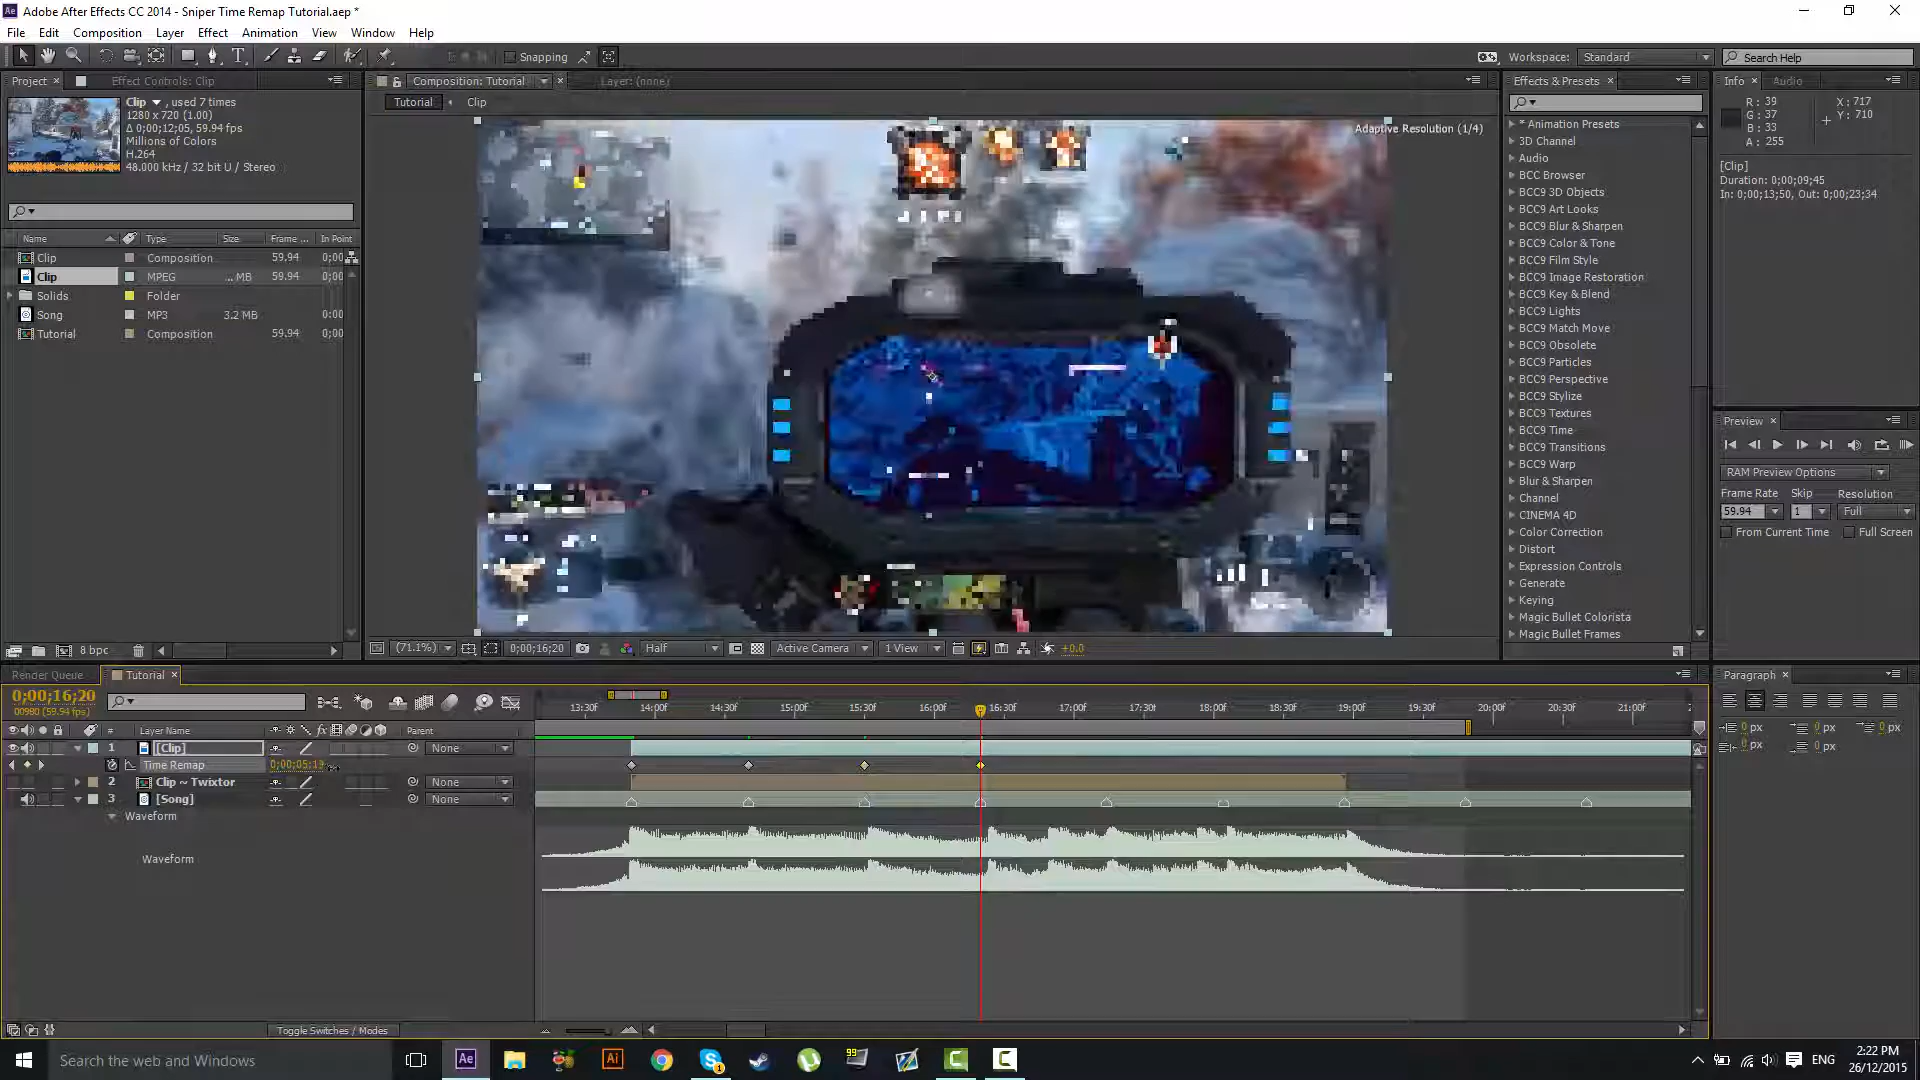 Adobe After Effects CC 2014 - Sniper Time Remap Tutorial.aep *
File Edit Composition Layer Effect Animation View Window Help
Snapping
Workspace: Standard
Search Help
Project Effect Controls: Clip
Composition: Tutorial Layer: (none)
Effects & Presets
Info Audio
Tutorial Clip
Clip , used 7 times
1280 x 720 (1.00)
Δ 0;00;12;05, 59.94 fps
Millions of Colors
H.264
48.000 kHz / 32 bit U / Stereo
Adaptive Resolution (1/4)
R : 39
G : 37
B : 33
A : 255
X : 717
Y : 710
[Clip]
Duration: 0;00;09;45
In: 0;00;13;50, Out: 0;00;23;34
Name Type Size Frame ... In Point
Clip Composition 59.94 0;00
Clip MPEG ... MB 59.94 0;00
Solids Folder
Song MP3 3.2 MB 0;00
Tutorial Composition 59.94 0;00
* Animation Presets
3D Channel
Audio
BCC Browser
BCC9 3D Objects
BCC9 Art Looks
BCC9 Blur & Sharpen
BCC9 Color & Tone
BCC9 Film Style
BCC9 Image Restoration
BCC9 Key & Blend
BCC9 Lights
BCC9 Match Move
BCC9 Obsolete
BCC9 Particles
BCC9 Perspective
BCC9 Stylize
BCC9 Textures
BCC9 Time
BCC9 Transitions
BCC9 Warp
Blur & Sharpen
Channel
CINEMA 4D
Color Correction
Distort
Expression Controls
Generate
Keying
Magic Bullet Colorista
Magic Bullet Frames
Preview
RAM Preview Options
Frame Rate Skip Resolution
59.94 1 Full
From Current Time Full Screen
8 bpc
(71.1%) 0;00;16;20 Half Active Camera 1 View +0.0
Render Queue Tutorial
0;00;16;20
00980 (59.94 fps)
13:30f 14:00f 14:30f 15:00f 15:30f 16:00f 16:30f 17:00f 17:30f 18:00f 18:30f 19:00f 19:30f 20:00f 20:30f 21:00f
# Layer Name Parent
1 [Clip] None
Time Remap 0;00;05;13
2 Clip ~ Twixtor None
3 [Song] None
Waveform
Waveform
Toggle Switches / Modes
Paragraph
0 px 0 px 0 px
0 px 0 px
Search the web and Windows
Ae
Ai
99
ENG
2:22 PM
26/12/2015